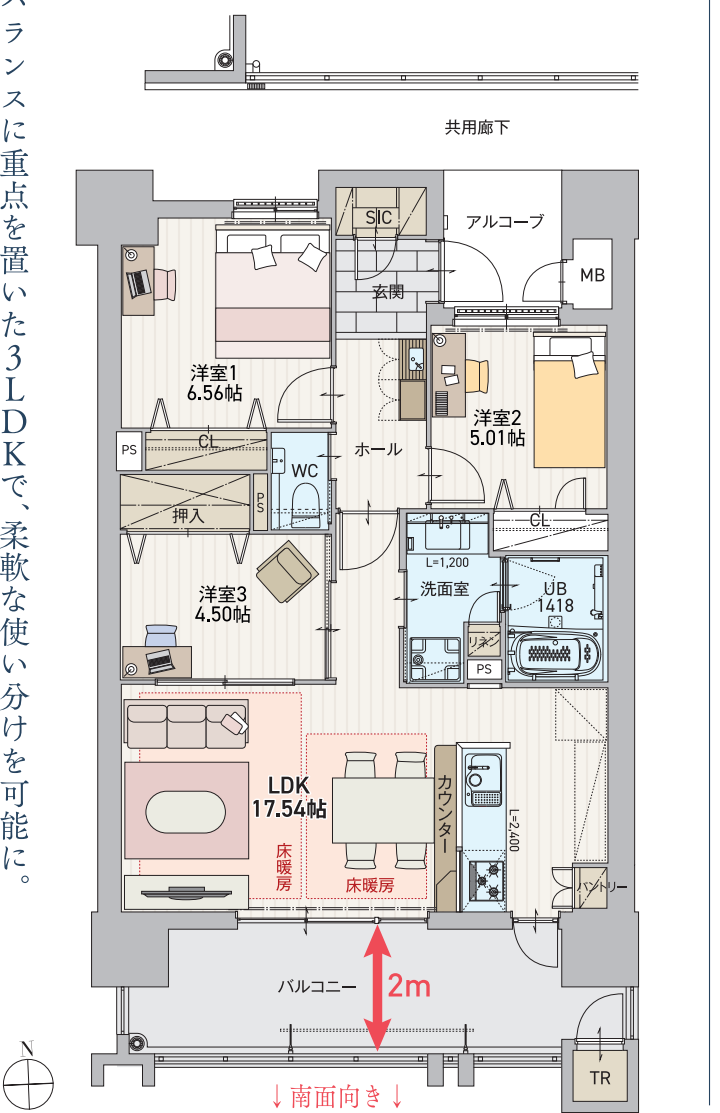 ランスに重点を置いた3LDKで、柔軟な使い分けを可能に。
共用廊下
SIC
アルコーブ
玄関
MB
洋室1
6.56帖
洋室2
5.01帖
PS
CL
WC
ホール
押入
PS
CL
L=1,200
洗面室
UB
1418
洋室3
4.50帖
リネン
PS
LDK
17.54帖
カウンター
L=2,400
床暖房
床暖房
パントリー
バルコニー
2m
TR
N
↓南面向き↓